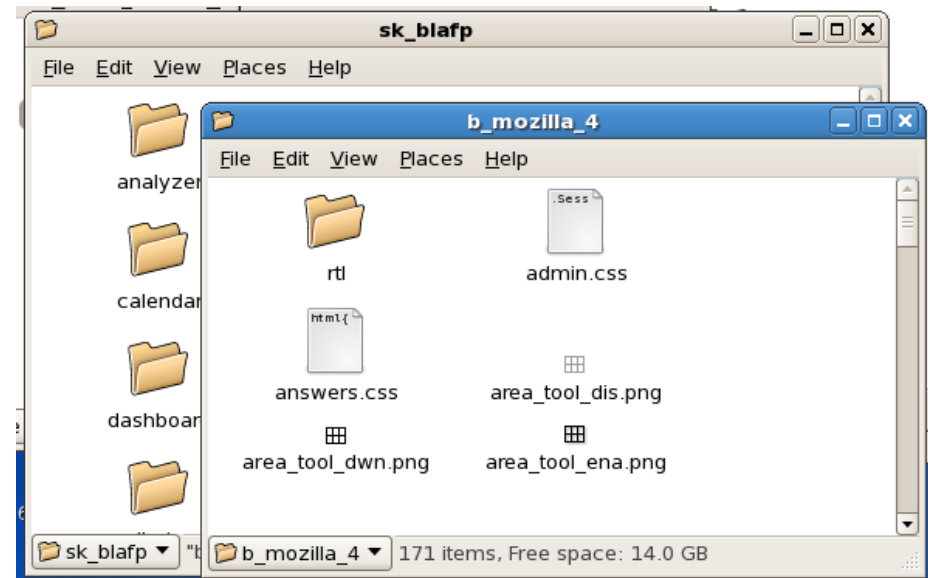 sk_blafp
File Edit View Places Help
analyzer
calendar
b_mozilla_4
File Edit View Places Help
rtl
admin.css
.Sess
html{
answers.css
area_tool_dis.png
area_tool_dwn.png
area_tool_ena.png
sk_blafp
b_mozilla_4
171 items, Free space: 14.0 GB